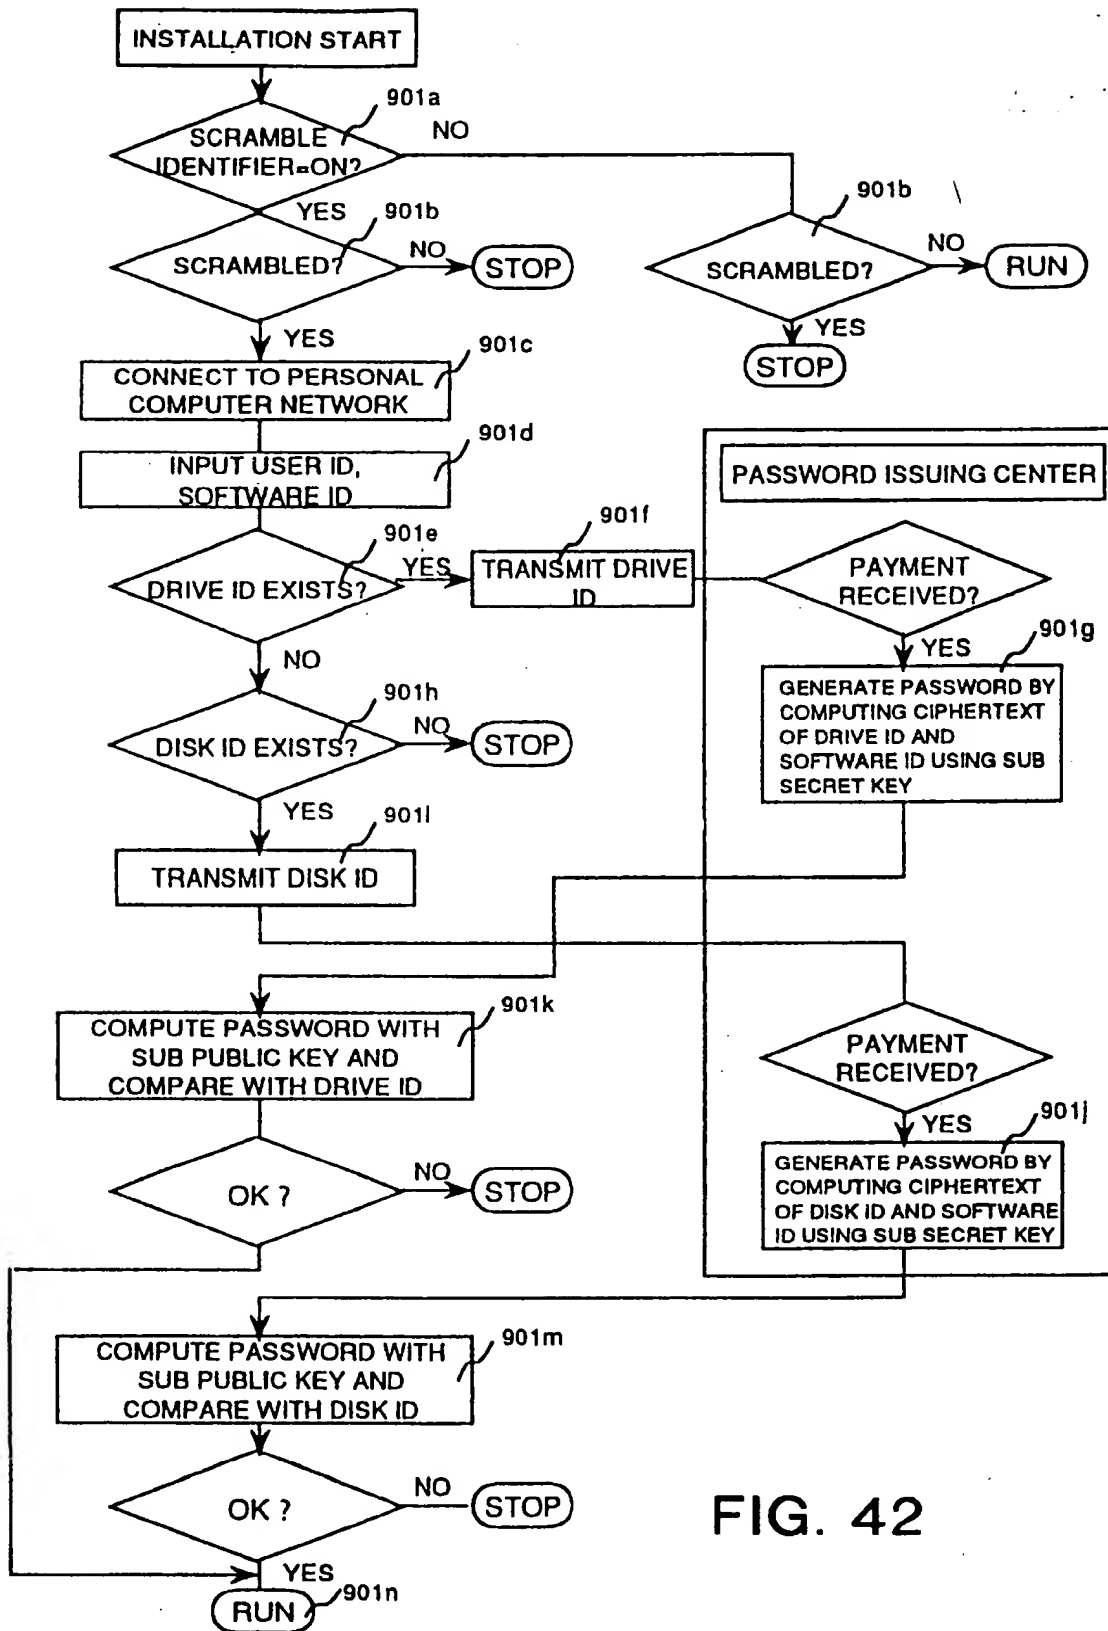 INSTALLATION START
901a
SCRAMBLE
IDENTIFIER=ON?
NO
YES
901b
SCRAMBLED?
NO
STOP
901b
SCRAMBLED?
NO
RUN
YES
STOP
YES
901c
CONNECT TO PERSONAL
COMPUTER NETWORK
901d
INPUT USER ID,
SOFTWARE ID
PASSWORD ISSUING CENTER
901e
DRIVE ID EXISTS?
YES
901f
TRANSMIT DRIVE
ID
PAYMENT
RECEIVED?
YES
901g
GENERATE PASSWORD BY
COMPUTING CIPHERTEXT
OF DRIVE ID AND
SOFTWARE ID USING SUB
SECRET KEY
NO
901h
DISK ID EXISTS?
NO
STOP
YES
901i
TRANSMIT DISK ID
901k
COMPUTE PASSWORD WITH
SUB PUBLIC KEY AND
COMPARE WITH DRIVE ID
PAYMENT
RECEIVED?
YES
901j
GENERATE PASSWORD BY
COMPUTING CIPHERTEXT
OF DISK ID AND SOFTWARE
ID USING SUB SECRET KEY
OK ?
NO
STOP
901m
COMPUTE PASSWORD WITH
SUB PUBLIC KEY AND
COMPARE WITH DISK ID
OK ?
NO
STOP
YES
RUN
901n
FIG. 42